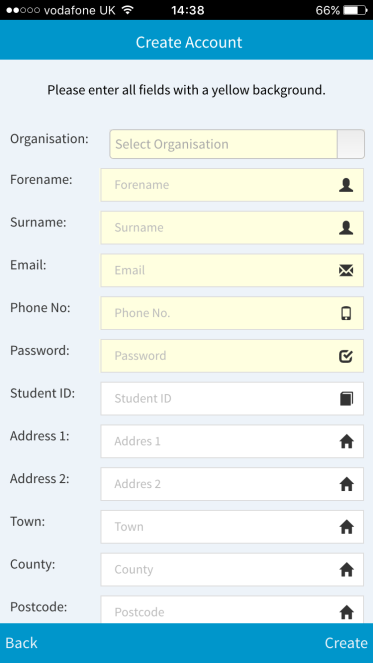 vodafone UK 14:38 66%
Create Account
Please enter all fields with a yellow background.
Organisation: Select Organisation
Forename: Forename
Surname: Surname
Email: Email
Phone No: Phone No.
Password: Password
Student ID: Student ID
Addres 1: Addres 1
Addres 2: Addres 2
Town: Town
County: County
Postcode: Postcode
Back Create